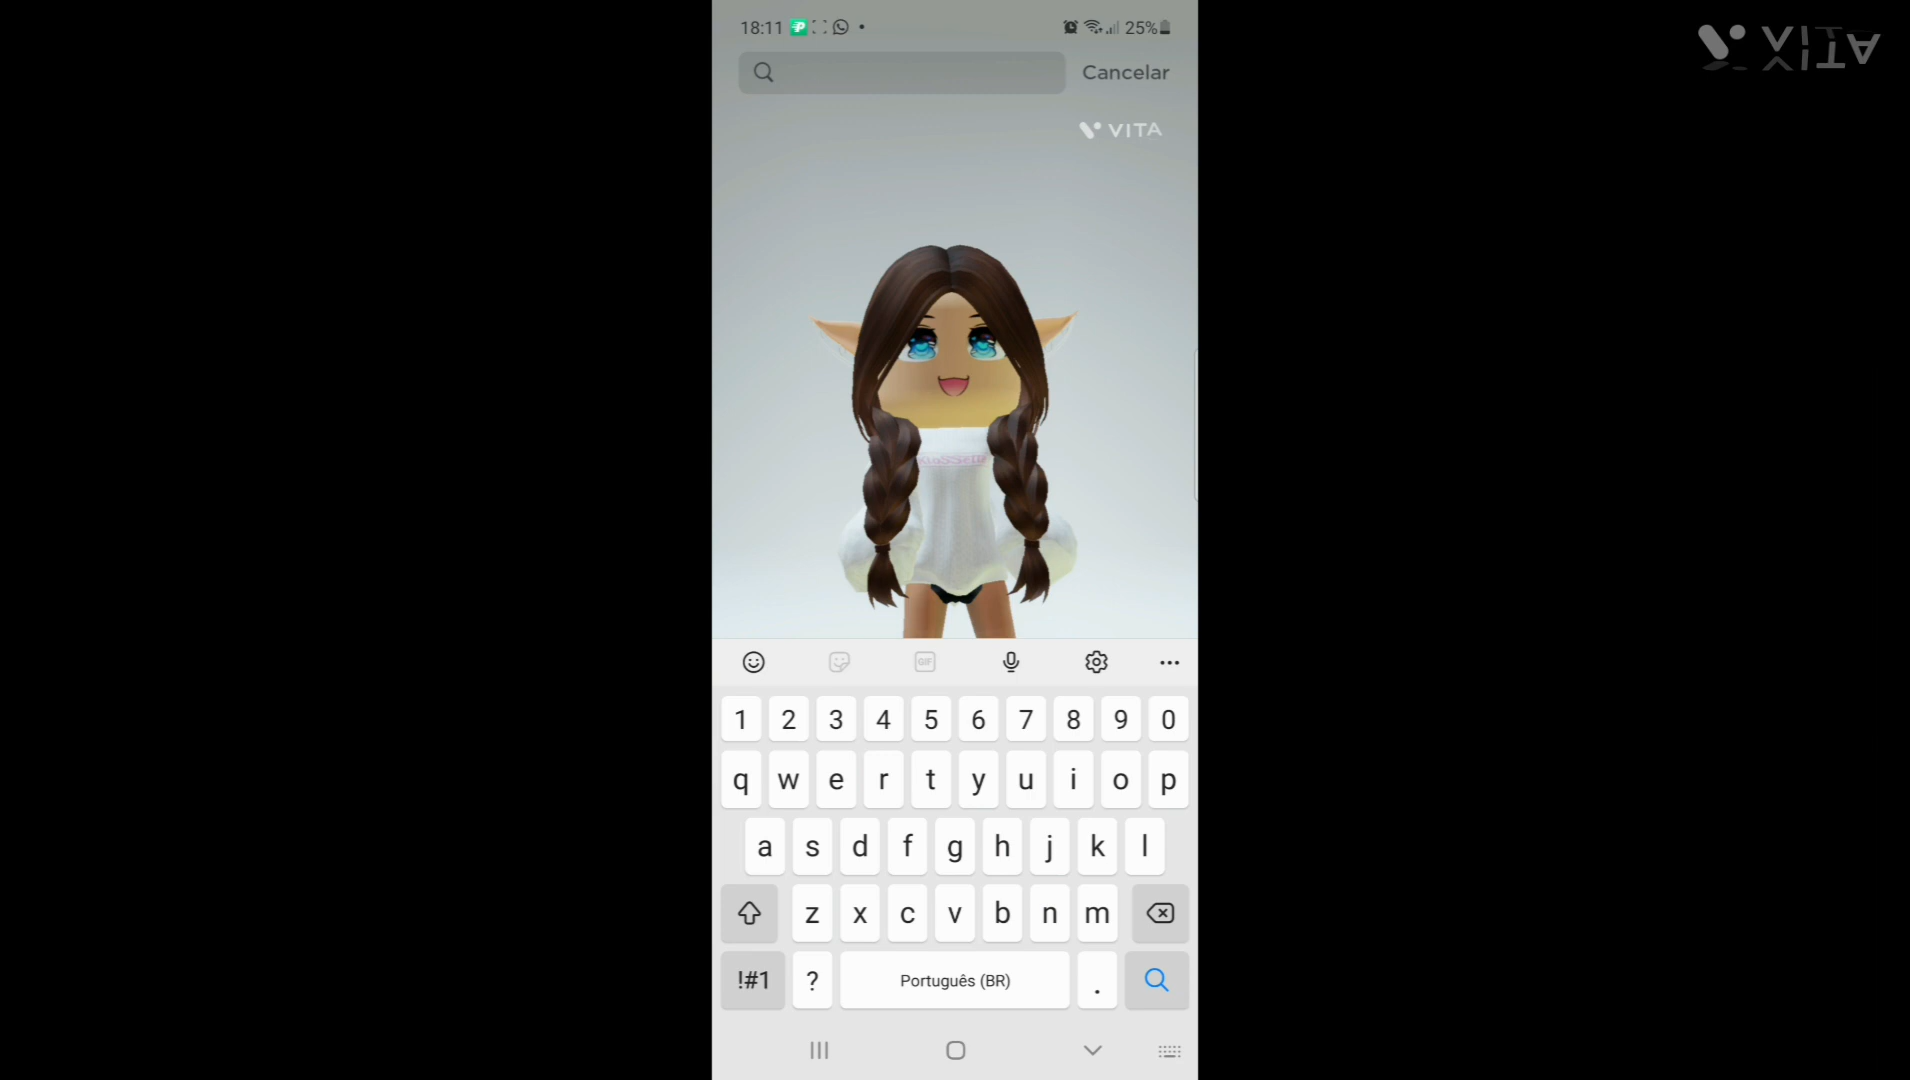 18:11 25%
VITA
Cancelar
VITA
GIF
1 2 3 4 5 6 7 8 9 0
q w e r t y u i o p
a s d f g h j k l
z x c v b n m
!#1 ? Português (BR) .